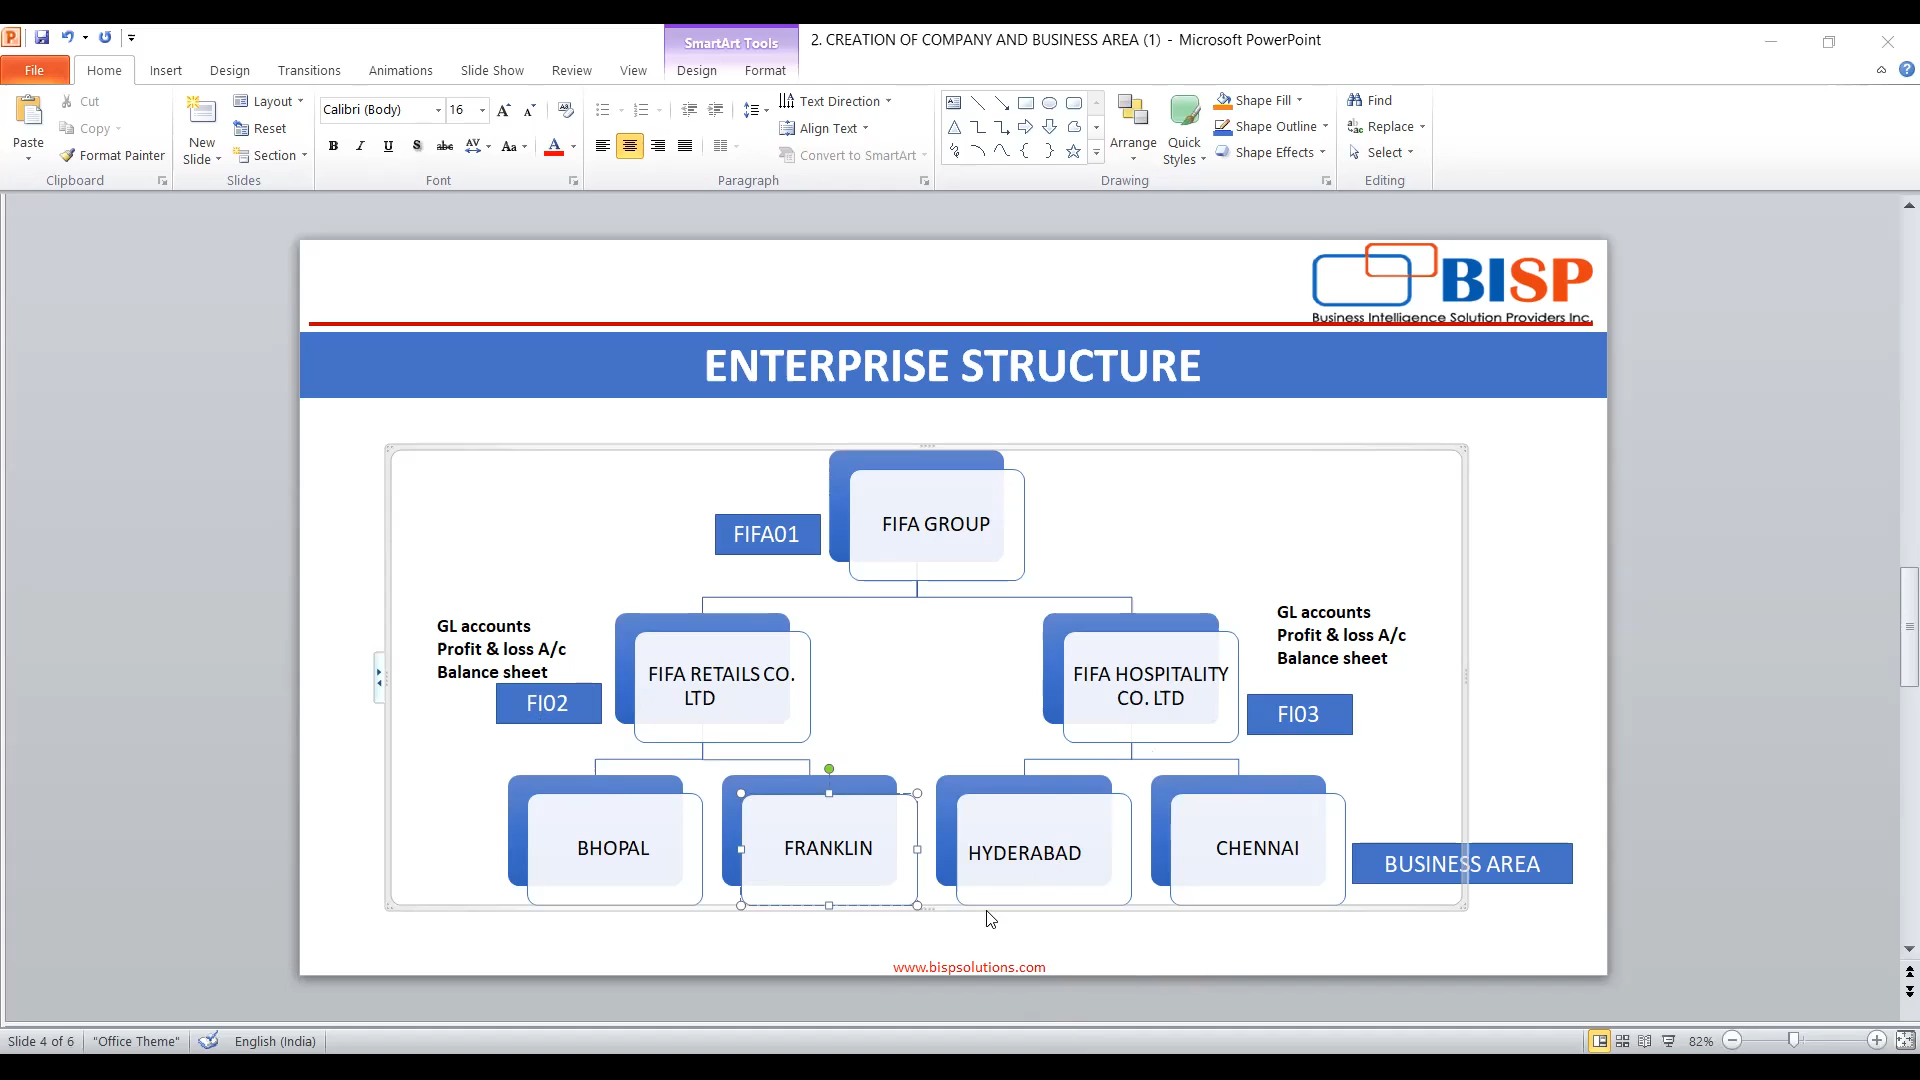 SmartArt Tools
2. CREATION OF COMPANY AND BUSINESS AREA (1) - Microsoft PowerPoint
File Home Insert Design Transitions Animations Slide Show Review View Design Format
Paste
Cut
Copy
Format Painter
Clipboard
New Slide
Layout
Reset
Section
Slides
Calibri (Body) 16
B I U S abc AV Aa A
Font
Text Direction
Align Text
Convert to SmartArt
Paragraph
Arrange
Quick Styles
Shape Fill
Shape Outline
Shape Effects
Drawing
Find
Replace
Select
Editing
BISP
Business Intelligence Solution Providers Inc.
ENTERPRISE STRUCTURE
FIFA GROUP
FIFA01
GL accounts
Profit & loss A/c
Balance sheet
FI02
FIFA RETAILS CO.
LTD
FIFA HOSPITALITY
CO. LTD
GL accounts
Profit & loss A/c
Balance sheet
FI03
BHOPAL
FRANKLIN
HYDERABAD
CHENNAI
BUSINESS AREA
www.bispsolutions.com
Slide 4 of 6 "Office Theme" English (India) 82%